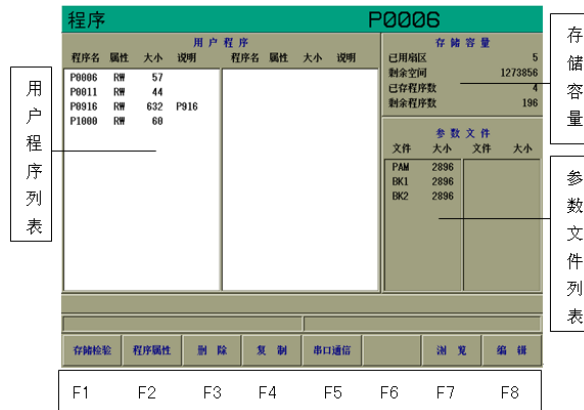 程序 P0006
用户程序
程序名 属性 大小 说明 程序名 属性 大小 说明
P0006 RW 57
P0011 RW 44
P0916 RW 632 P916
P1000 RW 60
存储容量
已用扇区 5
剩余空间 1273856
已存程序数 4
剩余程序数 196
参数文件
文件 大小 文件 大小
PAM 2896
BK1 2896
BK2 2896
存储检验 程序属性 删除 复制 串口通信 浏览 编辑
F1 F2 F3 F4 F5 F6 F7 F8
用户程序列表
存储容量
参数文件列表